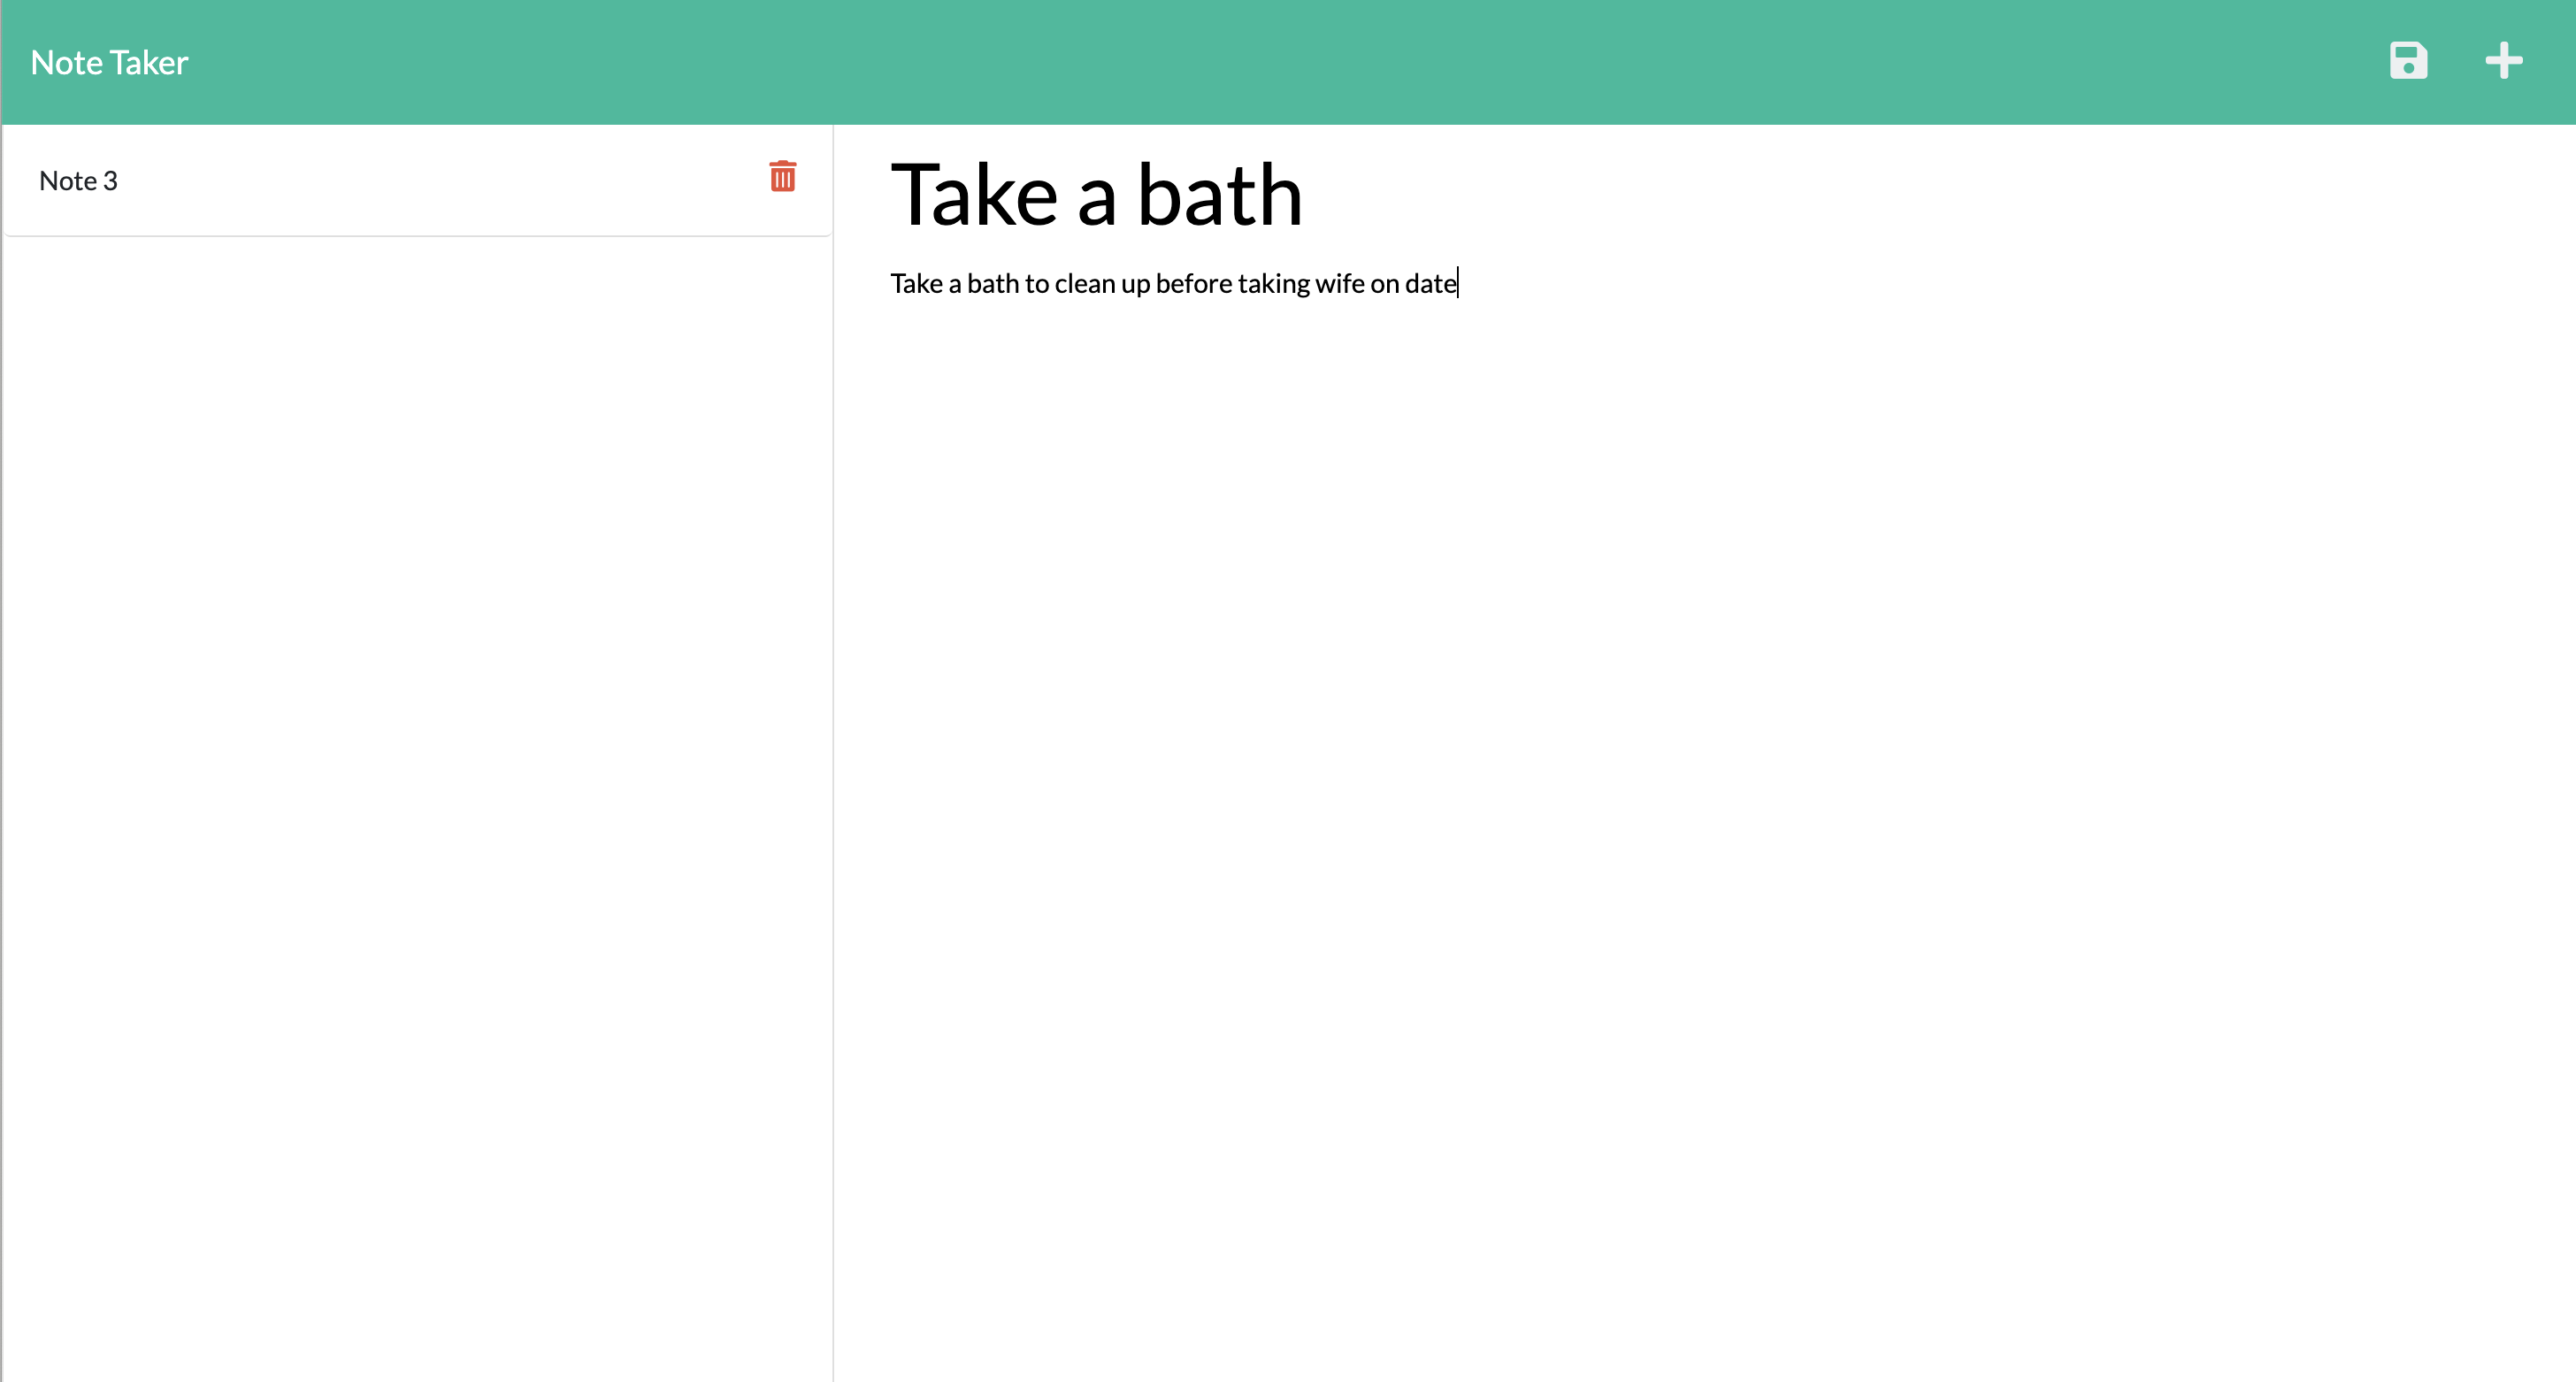 Note Taker
Note 3
Take a bath
Take a bath to clean up before taking wife on date